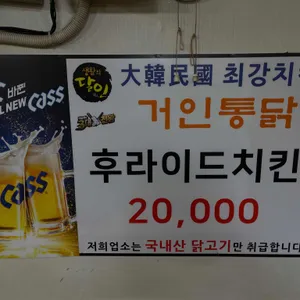 바뀐
NEW Cass
Cass
달인
大韓民國 최강치
거인통닭
후라이드치킨
20,000
저희업소는 국내산 닭고기만 취급합니다